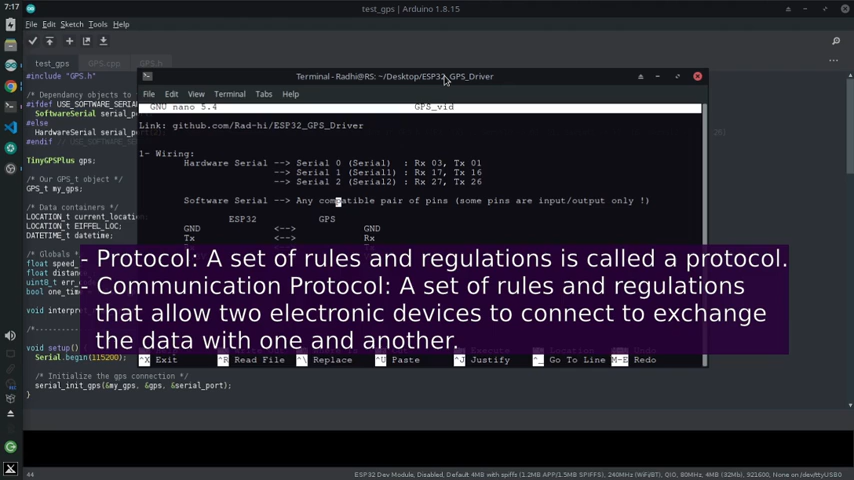 7:17
test_gps | Arduino 1.8.15
File Edit Sketch Tools Help
test_gps GPS.cpp GPS.h
#include "GPS.h"
Terminal - Radhi@RS: ~/Desktop/ESP32_GPS_Driver
/* Dependancy objects to
File Edit View Terminal Tabs Help
#ifdef USE_SOFTWARE_SERIA
GNU nano 5.4 GPS_vid
SoftwareSerial serial_po
#else
Link: github.com/Rad-hi/ESP32_GPS_Driver
HardwareSerial serial_po
#endif //
1- Wiring:
TinyGPSPlus gps;
Hardware Serial --> Serial 0 (Serial) : Rx 03, Tx 01
--> Serial 1 (Serial1) : Rx 17, Tx 16
/* Our GPS_t object */
--> Serial 2 (Serial2) : Rx 27, Tx 26
GPS_t my_gps;
Software Serial --> Any compatible pair of pins (some pins are input/output only !)
/* Data containers */
LOCATION_t current_locatio
ESP32 GPS
LOCATION_t EIFFEL_LOC;
GND <--> GND
DATETIME_t datetime;
Tx <--> Rx
/* Globals
float speed_
float distan
uint8_t err_
bool one_tim
void interpre
- Protocol: A set of rules and regulations is called a protocol.
- Communication Protocol: A set of rules and regulations
that allow two electronic devices to connect to exchange
the data with one and another.
/*----------
void setup()
Serial.begin(115200)
^X Exit ^R Read File ^\ Replace ^U Paste ^J Justify ^_ Go To Line M-E Redo
/* Initialize the gps connection */
serial_init_gps(&my_gps, &gps, &serial_port);
}
44
ESP32 Dev Module, Disabled, Default 4MB with spiffs (1.2MB APP/1.5MB SPIFFS), 240MHz (WiFi/BT), QIO, 80MHz, 4MB (32Mb), 921600, None on /dev/ttyUSB0